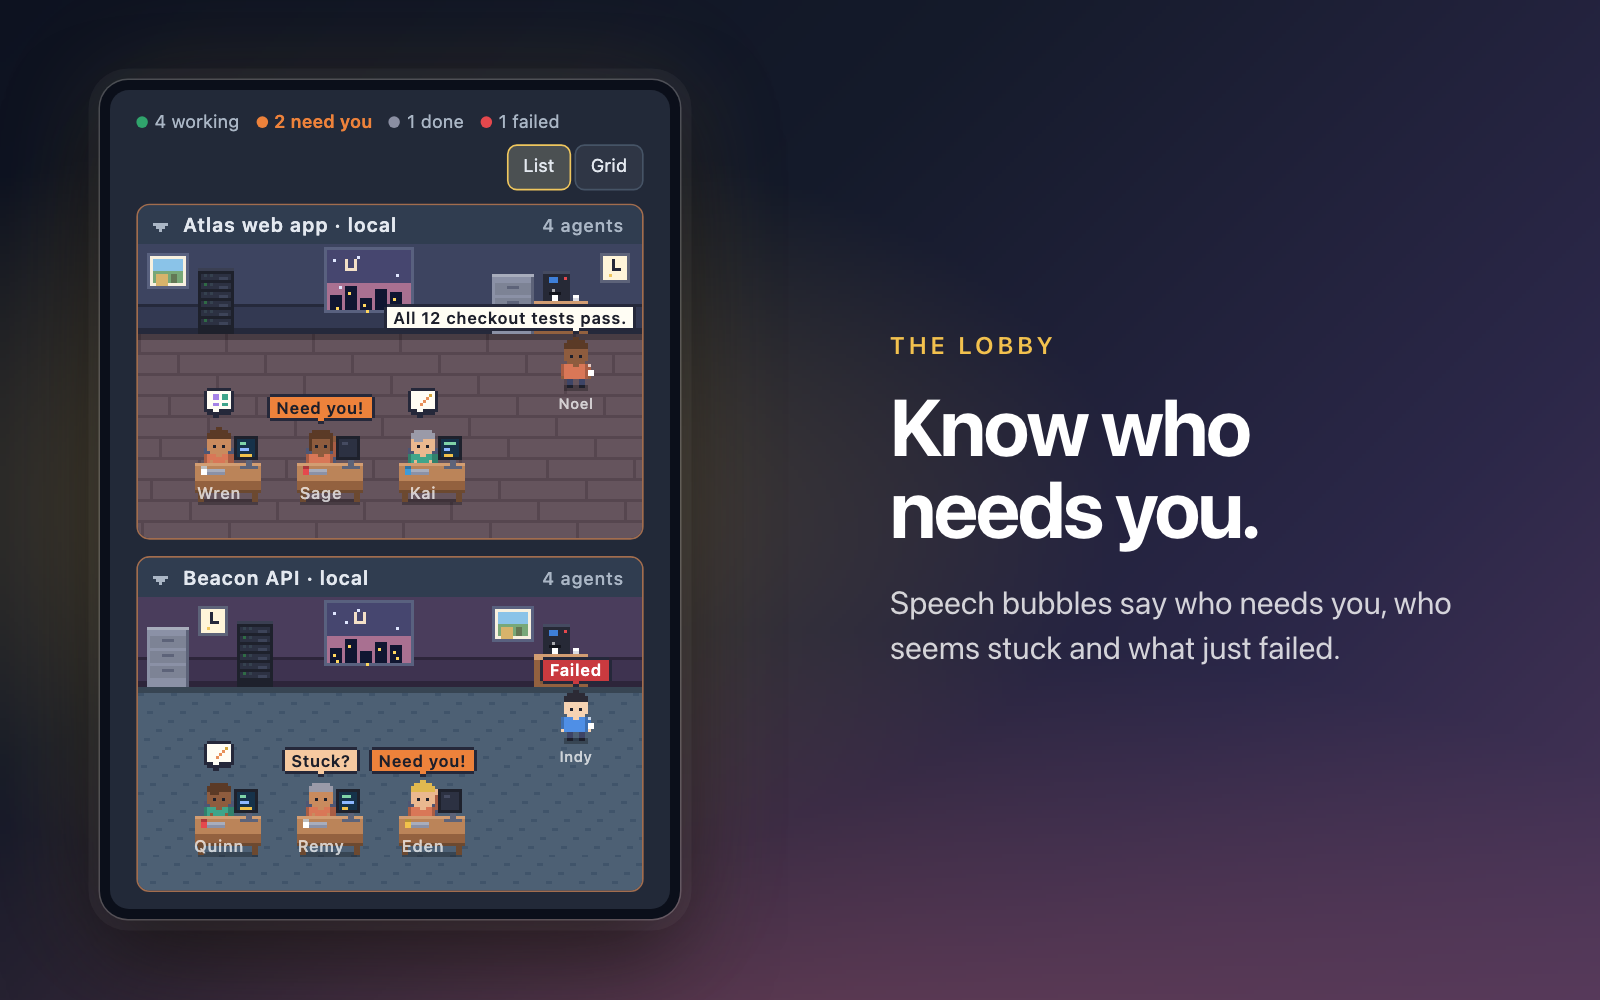 4 working 2 need you 1 done 1 failed
List Grid
Atlas web app · local 4 agents
All 12 checkout tests pass.
Noel
Need you!
Wren Sage Kai
Beacon API · local 4 agents
Failed
Indy
Stuck? Need you!
Quinn Remy Eden
THE LOBBY
Know who
needs you.
Speech bubbles say who needs you, who
seems stuck and what just failed.